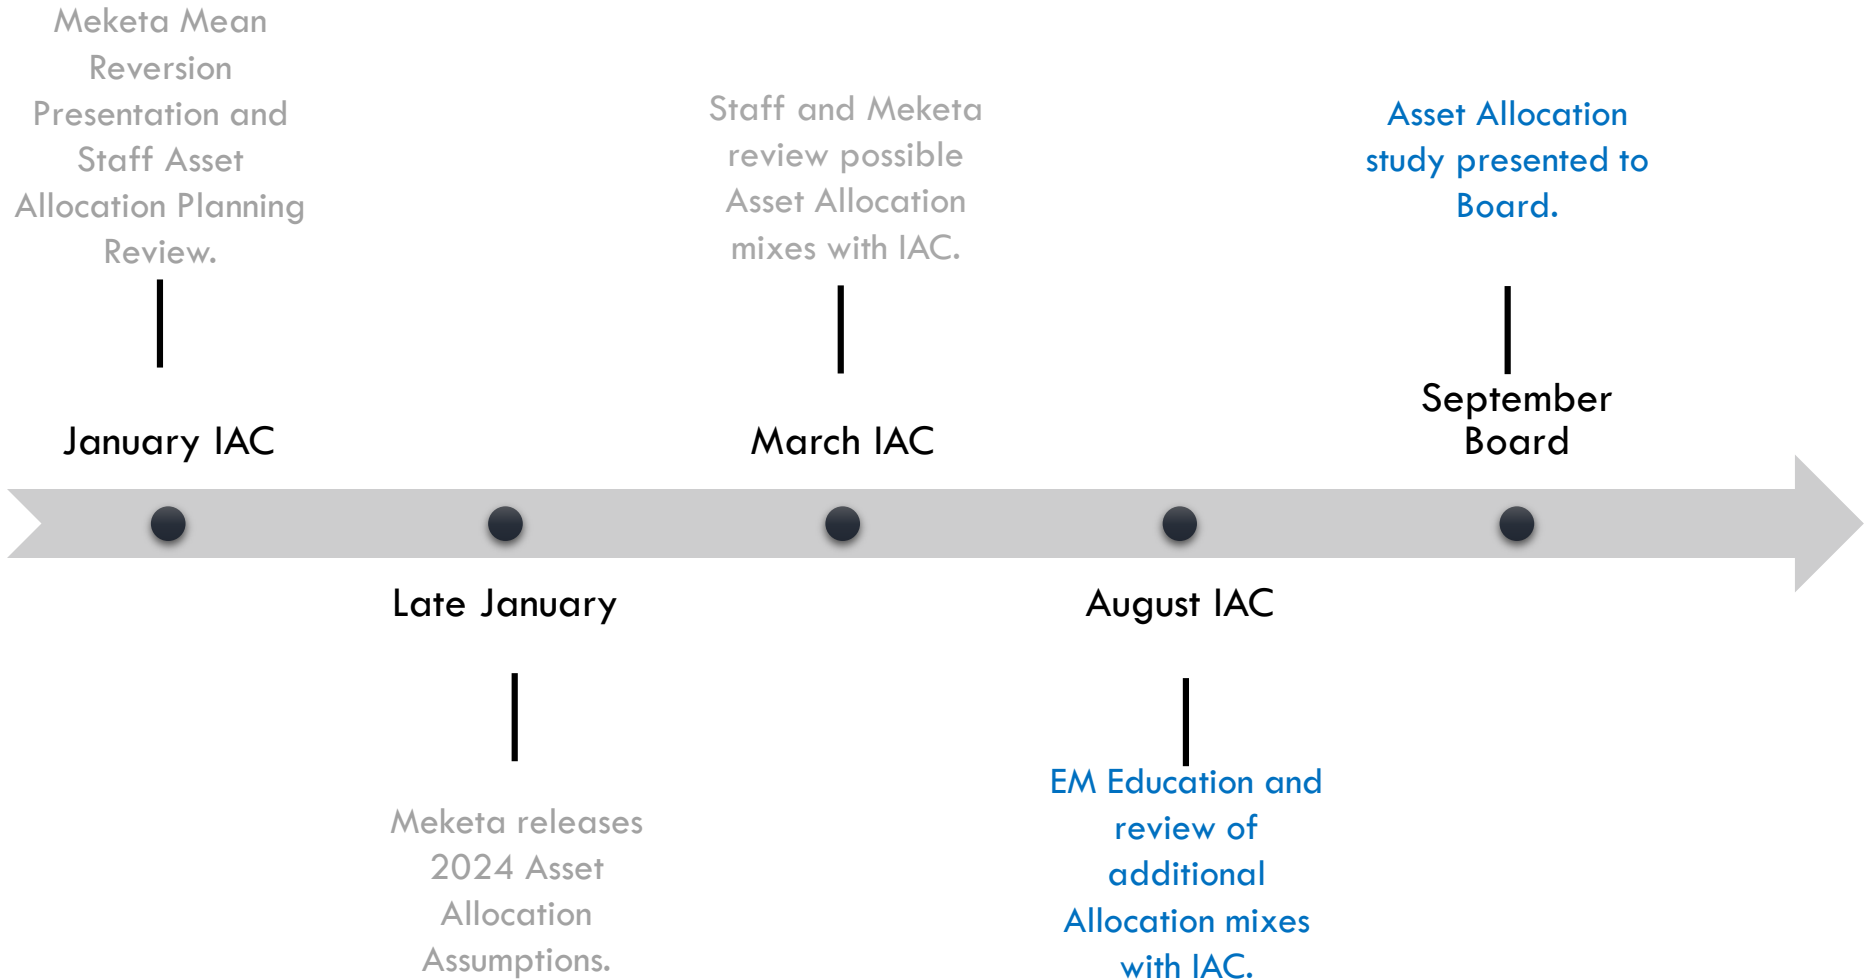 Meketa Mean
Reversion
Presentation and
Staff Asset
Allocation Planning
Review.
January IAC
Late January
Meketa releases
2024 Asset
Allocation
Assumptions.
Staff and Meketa
review possible
Asset Allocation
mixes with IAC.
March IAC
August IAC
EM Education and
review of
additional
Allocation mixes
with IAC.
Asset Allocation
study presented to
Board.
September
Board